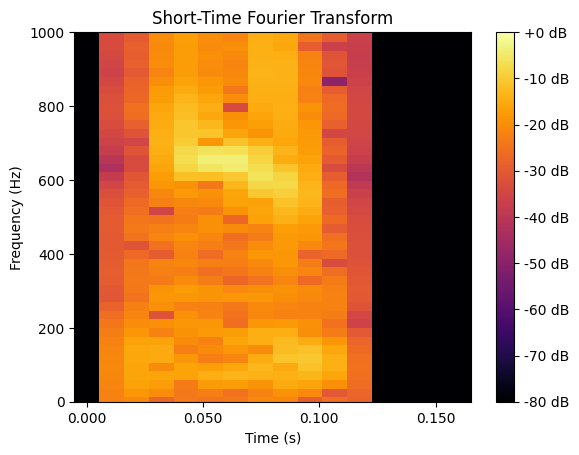 Short-Time Fourier Transform
1000
800
600
400
200
0
Frequency (Hz)
0.000
0.050
0.100
0.150
Time (s)
+0 dB
-10 dB
-20 dB
-30 dB
-40 dB
-50 dB
-60 dB
-70 dB
-80 dB